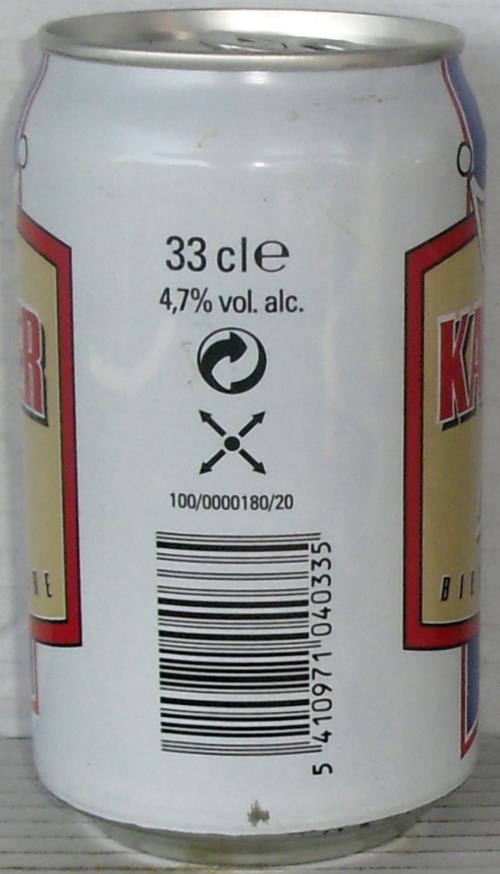 33 cl e
4,7% vol. alc.
100/0000180/20
5 410971 040335